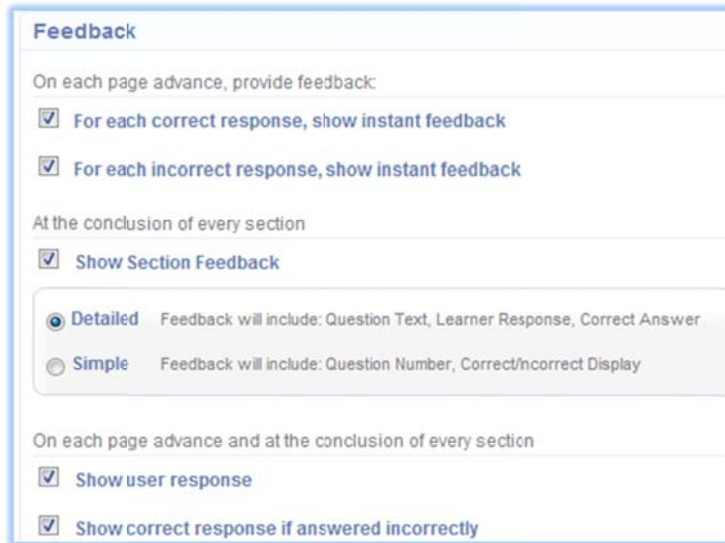 Feedback
On each page advance, provide feedback:
For each correct response, show instant feedback
For each incorrect response, show instant feedback
At the conclusion of every section
Show Section Feedback
Detailed Feedback will include: Question Text, Learner Response, Correct Answer
Simple Feedback will include: Question Number, Correct/Incorrect Display
On each page advance and at the conclusion of every section
Show user response
Show correct response if answered incorrectly